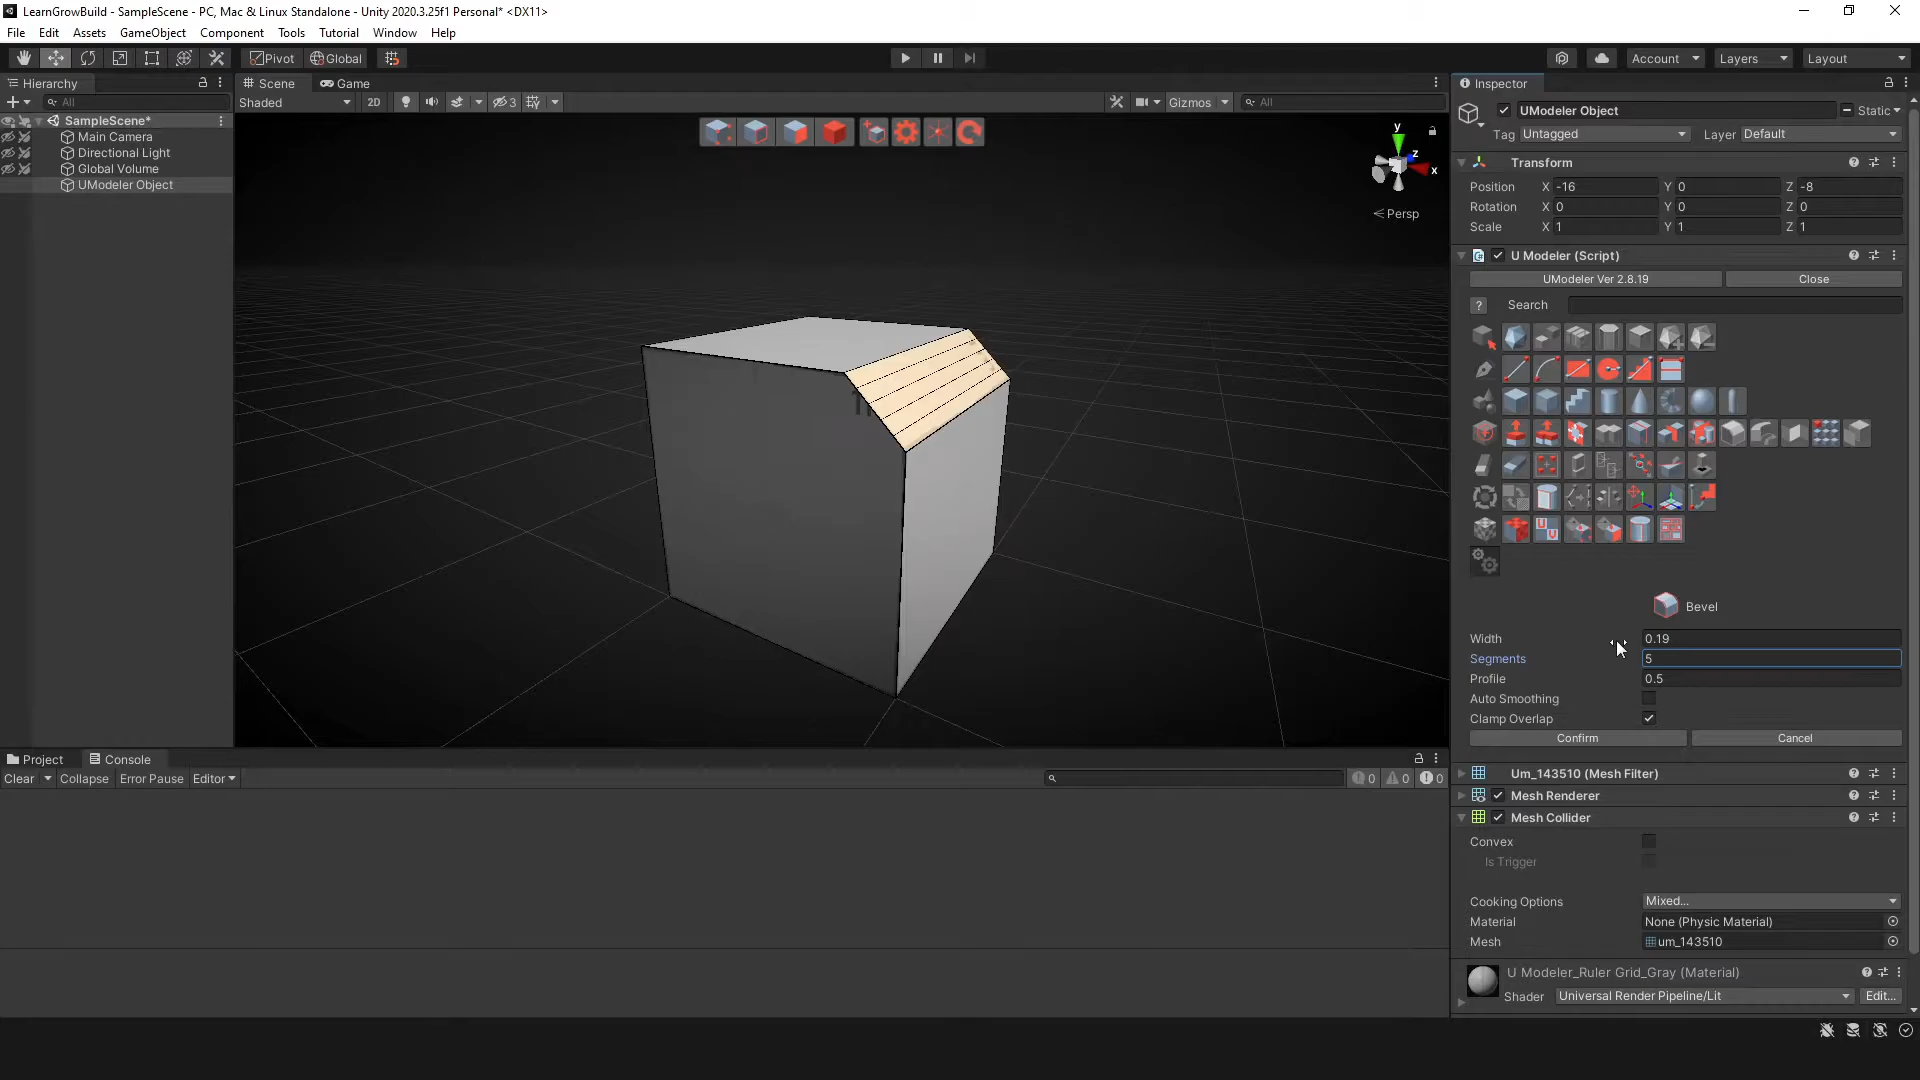 LearnGrowBuild - SampleScene - PC, Mac & Linux Standalone - Unity 2020.3.25f1 Personal* <DX11>
File Edit Assets GameObject Component Tools Tutorial Window Help
Pivot Global Account Layers Layout
Hierarchy Scene Game Inspector
All Shaded 2D 3 Gizmos All
UModeler Object Static
SampleScene*
Tag Untagged Layer Default
Main Camera
Directional Light
Global Volume
UModeler Object
y
z
x
Persp
Transform
Position X -16 Y 0 Z -8
Rotation X 0 Y 0 Z 0
Scale X 1 Y 1 Z 1
U Modeler (Script)
UModeler Ver 2.8.19 Close
? Search
Bevel
Width 0.19
Segments 5
Profile 0.5
Auto Smoothing
Clamp Overlap
Confirm Cancel
Project Console
Clear Collapse Error Pause Editor 0 0 0
Um_143510 (Mesh Filter)
Mesh Renderer
Mesh Collider
Convex
Is Trigger
Cooking Options Mixed...
Material None (Physic Material)
Mesh um_143510
U Modeler_Ruler Grid_Gray (Material)
Shader Universal Render Pipeline/Lit Edit...